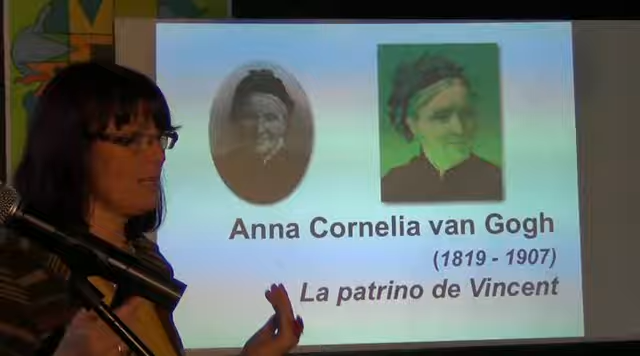 Anna Cornelia van Gogh
(1819 - 1907)
La patrino de Vincent